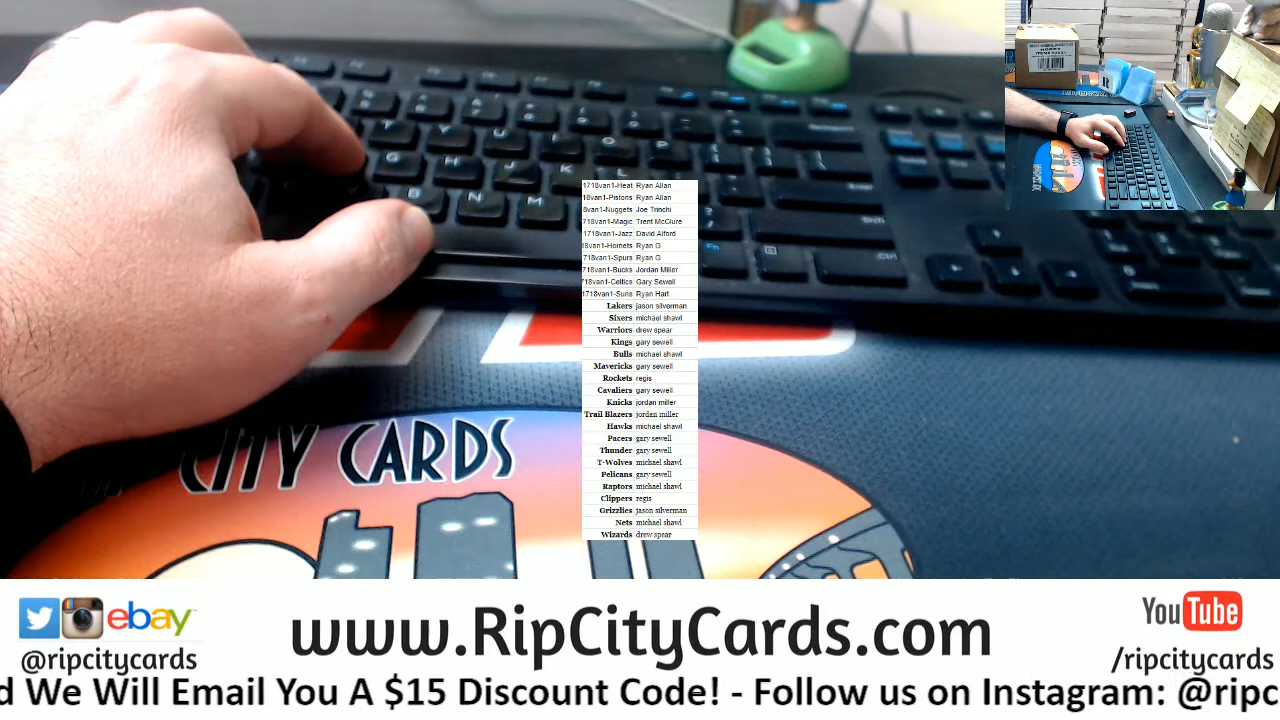 1718van1-Heat Ryan Allan
18van1-Pistons Ryan Allan
8van1-Nuggets Joe Trinchi
718van1-Magic Trent McClure
1718van1-Jazz David Alford
18van1-Hornets Ryan G
718van1-Spurs Ryan G
718van1-Bucks Jordan Miller
718van1-Celtics Gary Sewell
1718van1-Suns Ryan Hart
Lakers jason silverman
Sixers michael shawl
Warriors drew spear
Kings gary sewell
Bulls michael shawl
Mavericks gary sewell
Rockets regis
Cavaliers gary sewell
Knicks jordan miller
Trail Blazers jordan miller
Hawks michael shawl
Pacers gary sewell
Thunder gary sewell
T-Wolves michael shawl
Pelicans gary sewell
Raptors michael shawl
Clippers regis
Grizzlies jason silverman
Nets michael shawl
Wizards drew spear
CITY CARDS
ebay
@ripcitycards
www.RipCityCards.com
YouTube
/ripcitycards
d We Will Email You A $15 Discount Code! - Follow us on Instagram: @ripc